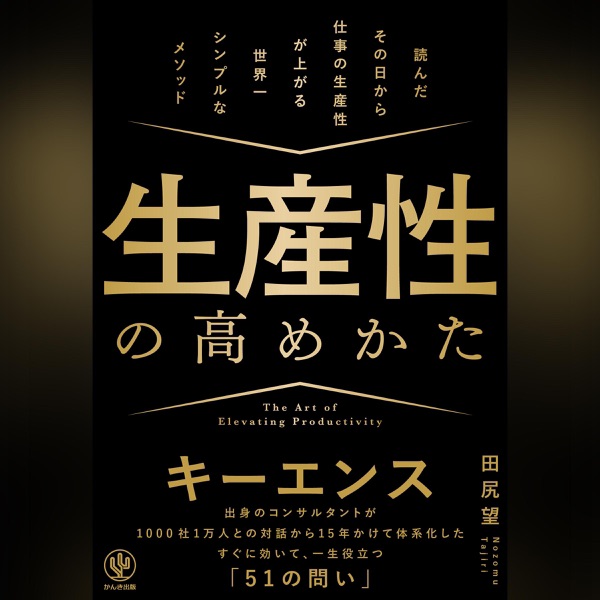 読んだ
その日から
仕事の生産性
が上がる
世界一
シンプルな
メソッド
生産性
の高めかた
The Art of
Elevating Productivity
キーエンス
出身のコンサルタントが
1000社1万人との対話から15年かけて体系化した
すぐに効いて、一生役立つ
「51の問い」
田尻望
Nozomu
Tajiri
かんき出版